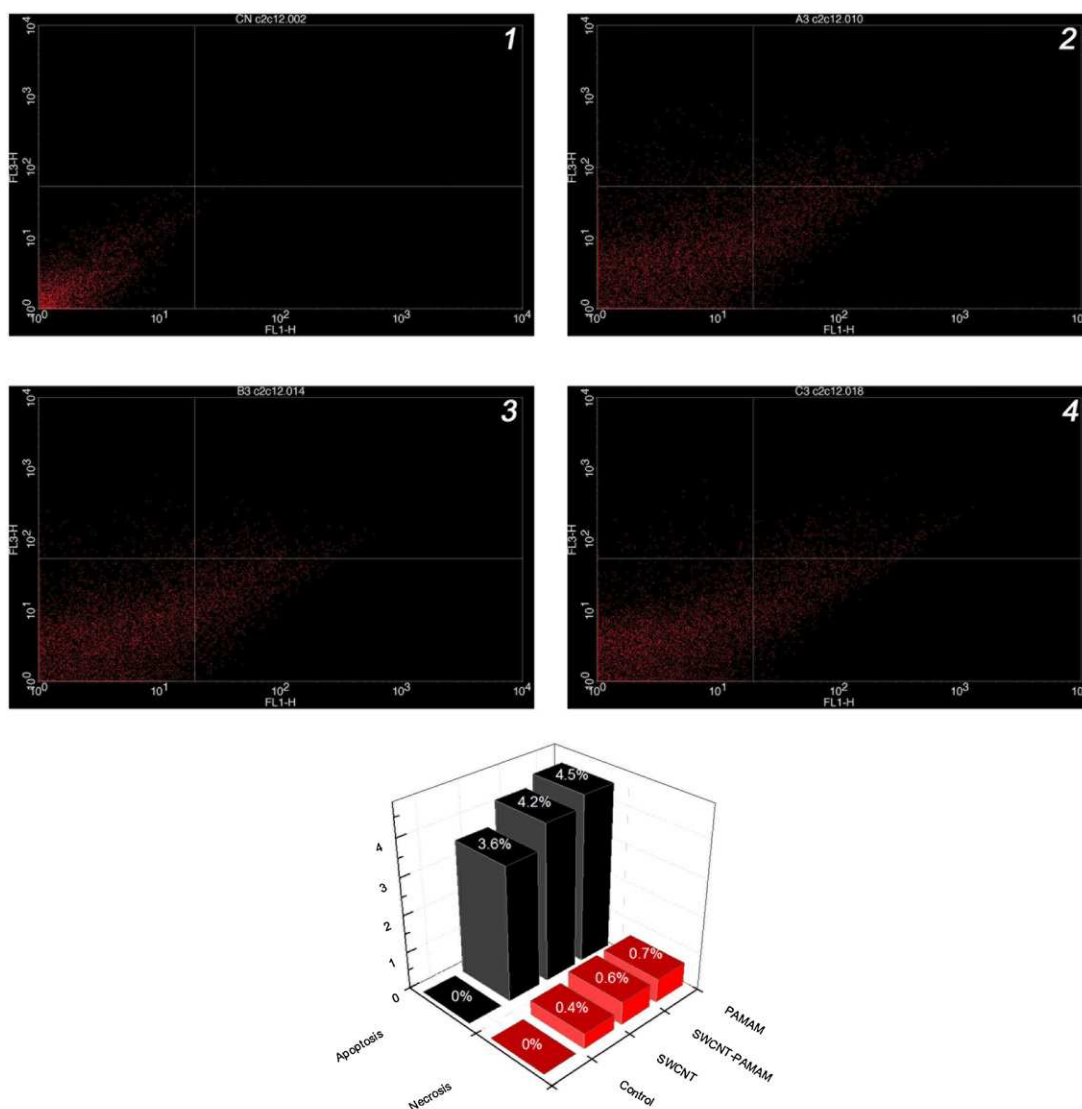 CN c2c12.002
1
10^4
10^3
10^2
10^1
10^0
FL3-H
10^0 10^1 10^2 10^3 10^4
FL1-H
A3 c2c12.010
2
10^4
10^3
10^2
10^1
10^0
FL3-H
10^0 10^1 10^2 10^3
FL1-H
B3 c2c12.014
3
10^4
10^3
10^2
10^1
10^0
FL3-H
10^0 10^1 10^2 10^3 10^4
FL1-H
C3 c2c12.018
4
10^4
10^3
10^2
10^1
10^0
FL3-H
10^0 10^1 10^2 10^3
FL1-H
4.5%
4.2%
3.6%
4
3
2
1
0
0.7%
0.6%
0.4%
0%
0%
Apoptosis
Necrosis
PAMAM
SWCNT-PAMAM
SWCNT
Control